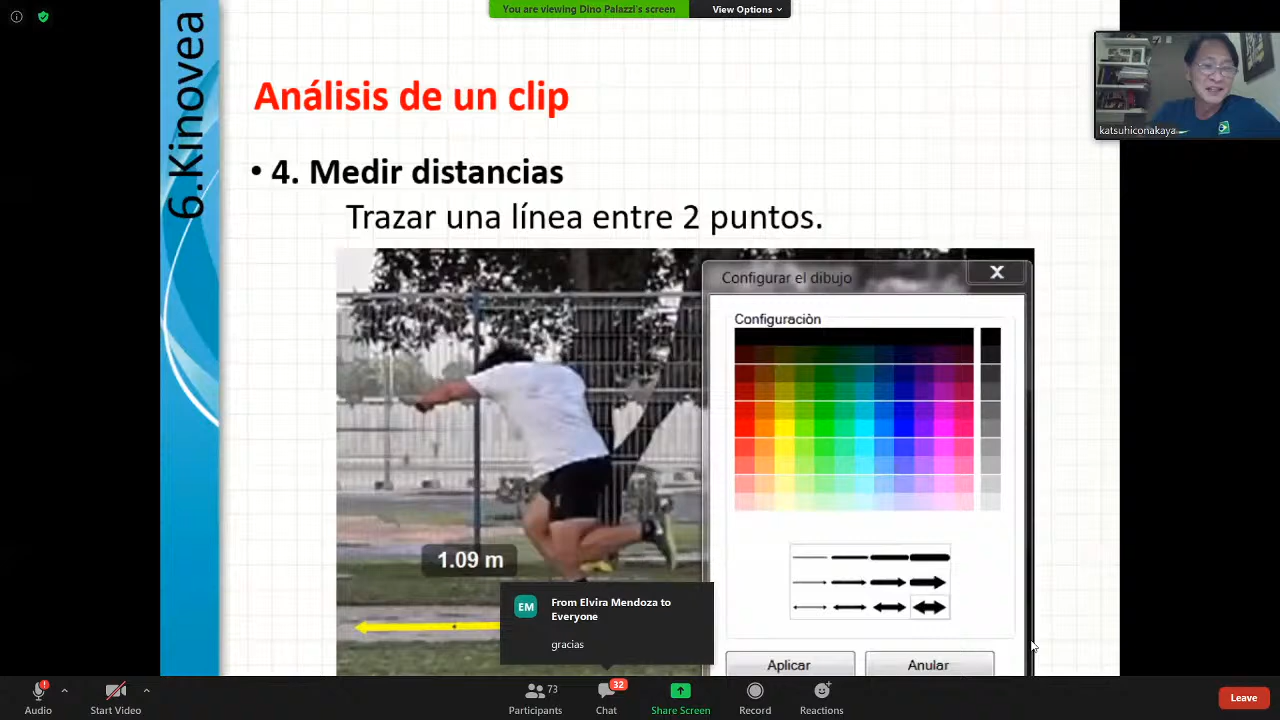 You are viewing Dino Palazzi's screen
View Options
katsuhiconakaya
6.Kinovea
Análisis de un clip
• 4. Medir distancias
Trazar una línea entre 2 puntos.
Configurar el dibujo
X
Configuraciòn
1.09 m
EM
From Elvira Mendoza to
Everyone
gracias
Aplicar
Anular
Audio
Start Video
73
Participants
32
Chat
Share Screen
Record
Reactions
Leave